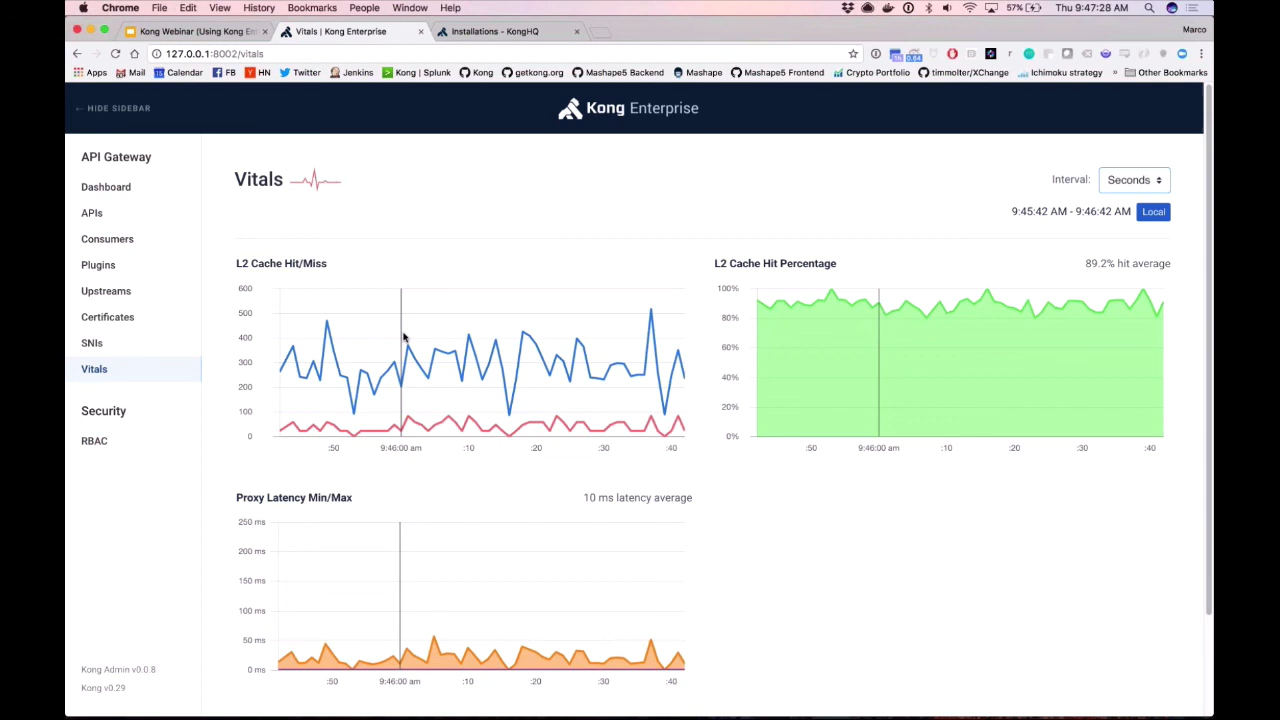 Chrome File Edit View History Bookmarks People Window Help 57% Thu 9:47:28 AM
Kong Webinar (Using Kong En × Vitals | Kong Enterprise × Installations - KongHQ × Marco
127.0.0.1:8002/vitals
Apps Mail Calendar FB HN Twitter Jenkins Kong | Splunk Kong getkong.org Mashape5 Backend Mashape Mashape5 Frontend Crypto Portfolio timmolter/XChange Ichimoku strategy » Other Bookmarks
← HIDE SIDEBAR
Kong Enterprise
API Gateway
Dashboard
APIs
Consumers
Plugins
Upstreams
Certificates
SNIs
Vitals
Security
RBAC
Kong Admin v0.0.8
Kong v0.29
Vitals
Interval: Seconds
9:45:42 AM - 9:46:42 AM Local
L2 Cache Hit/Miss
600
500
400
300
200
100
0
:50 9:46:00 am :10 :20 :30 :40
L2 Cache Hit Percentage 89.2% hit average
100%
80%
60%
40%
20%
0%
:50 9:46:00 am :10 :20 :30 :40
Proxy Latency Min/Max 10 ms latency average
250 ms
200 ms
150 ms
100 ms
50 ms
0 ms
:50 9:46:00 am :10 :20 :30 :40